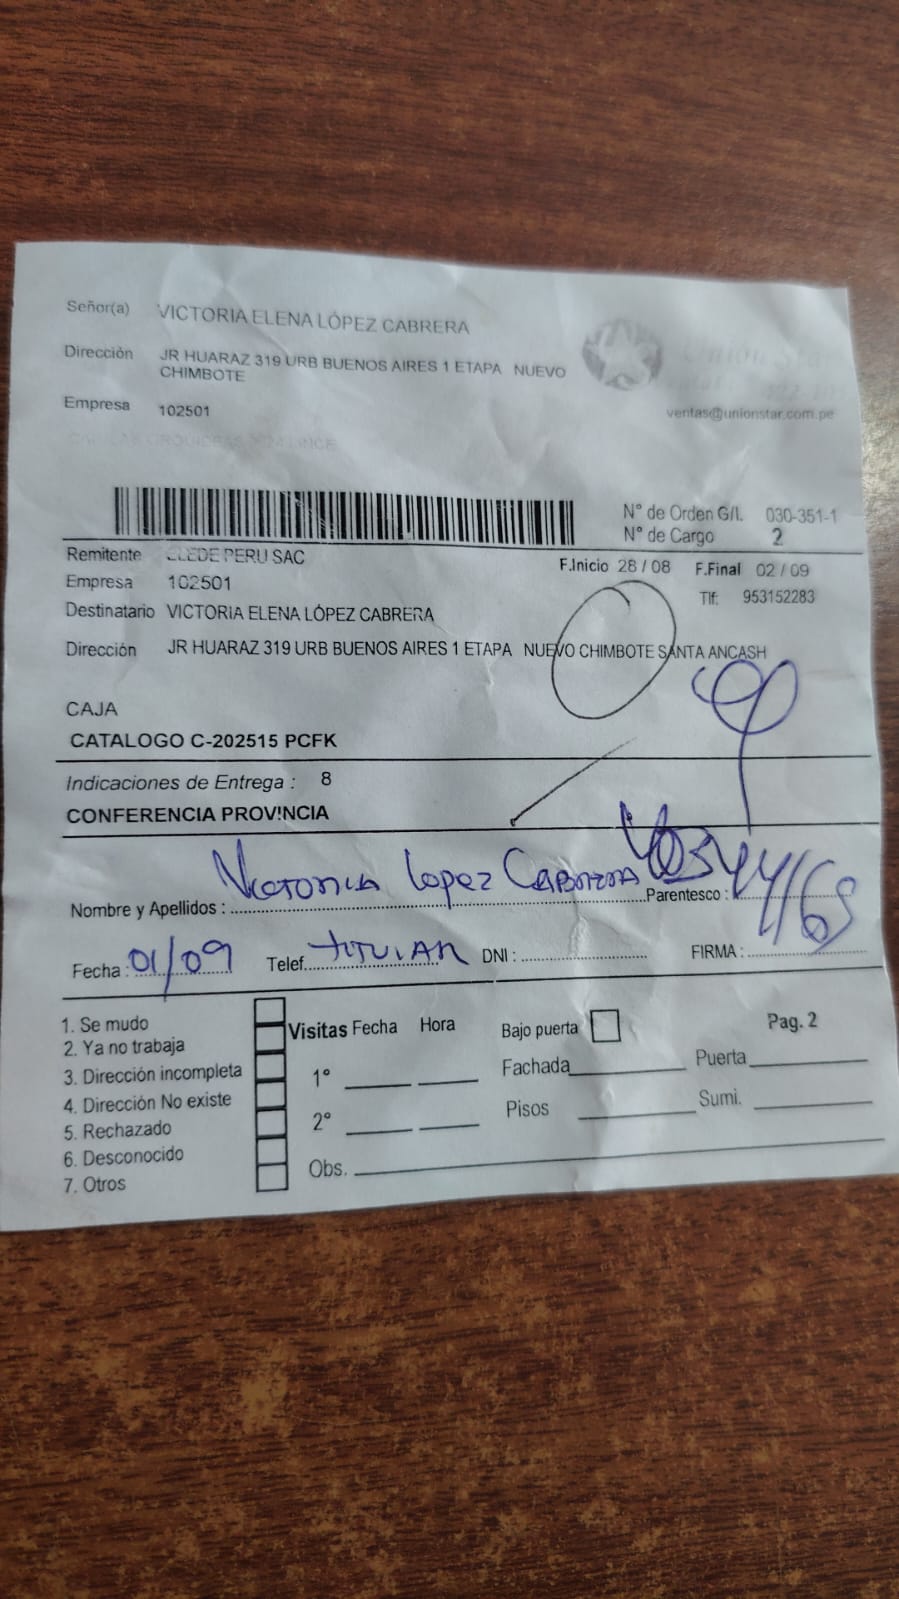 Señor(a) VICTORIA ELENA LÓPEZ CABRERA
Dirección JR HUARAZ 319 URB BUENOS AIRES 1 ETAPA NUEVO
CHIMBOTE
Empresa 102501
ventas@unionstar.com.pe
N° de Orden G/I. 030-351-1
N° de Cargo 2
Remitente ELEDE PERU SAC
F.Inicio 28 / 08 F.Final 02 / 09
Empresa 102501
Tlf: 953152283
Destinatario VICTORIA ELENA LÓPEZ CABRERA
Dirección JR HUARAZ 319 URB BUENOS AIRES 1 ETAPA NUEVO CHIMBOTE SANTA ANCASH
CAJA
CATALOGO C-202515 PCFK
Indicaciones de Entrega : 8
CONFERENCIA PROVINCIA
Nombre y Apellidos : Victoria Lopez Cabrera Parentesco :
Fecha : 01/09 Telef. TITULAR DNI : FIRMA :
1. Se mudo
2. Ya no trabaja
3. Dirección incompleta
4. Dirección No existe
5. Rechazado
6. Desconocido
7. Otros
Visitas Fecha Hora
1°
2°
Obs.
Bajo puerta
Fachada
Pisos
Pag. 2
Puerta
Sumi.